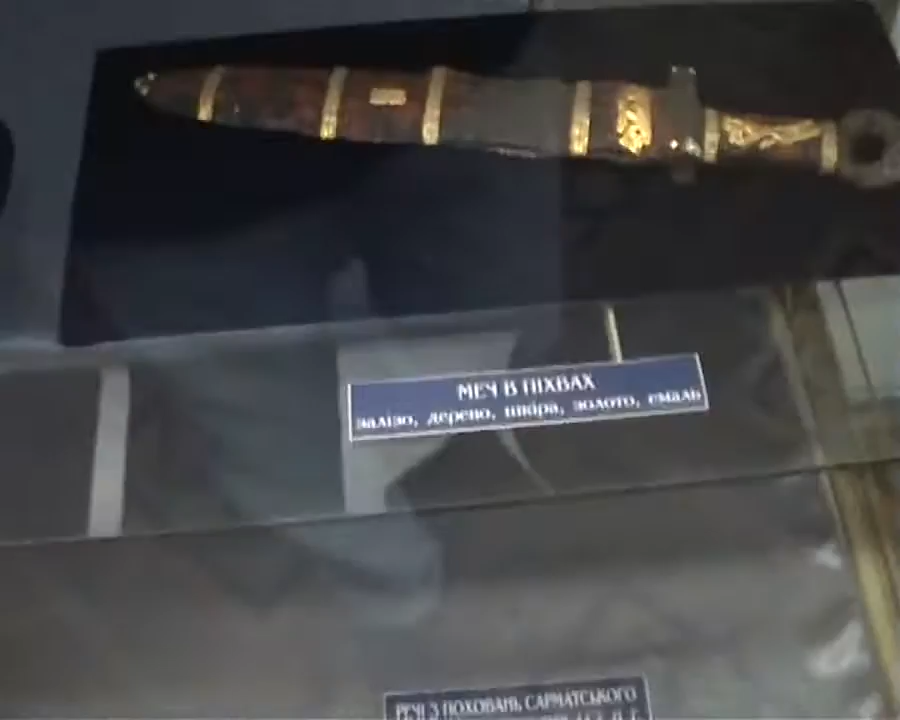 МЕЧ В ПІХВАХ
залізо, дерево, шкіра, золото, емаль
РЕЧІ З ПОХОВАНЬ САРМАТСЬКОГО